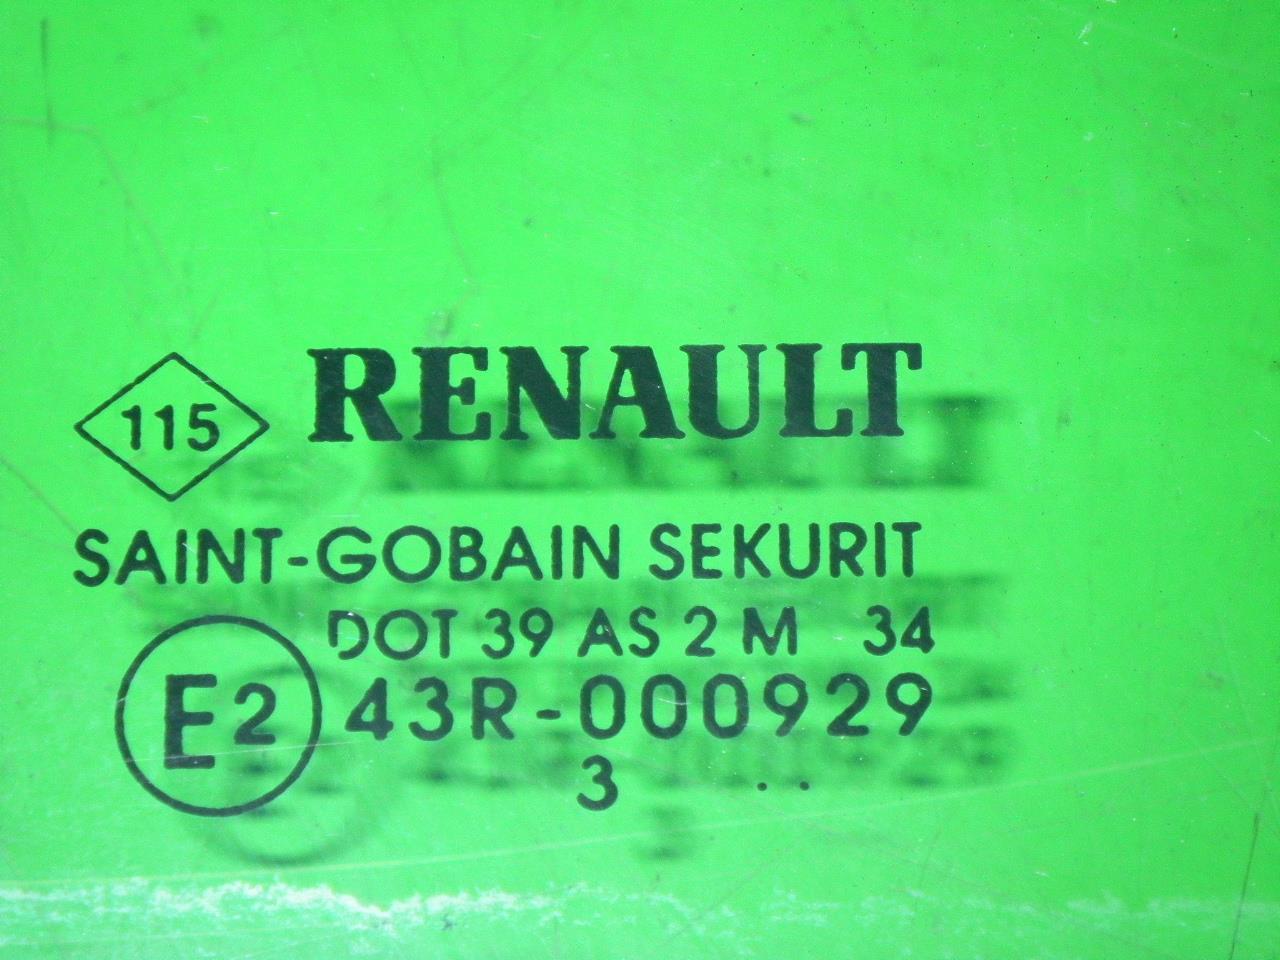 115 RENAULT
SAINT-GOBAIN SEKURIT
DOT 39 AS 2 M 34
E2 43R-000929
3 ..